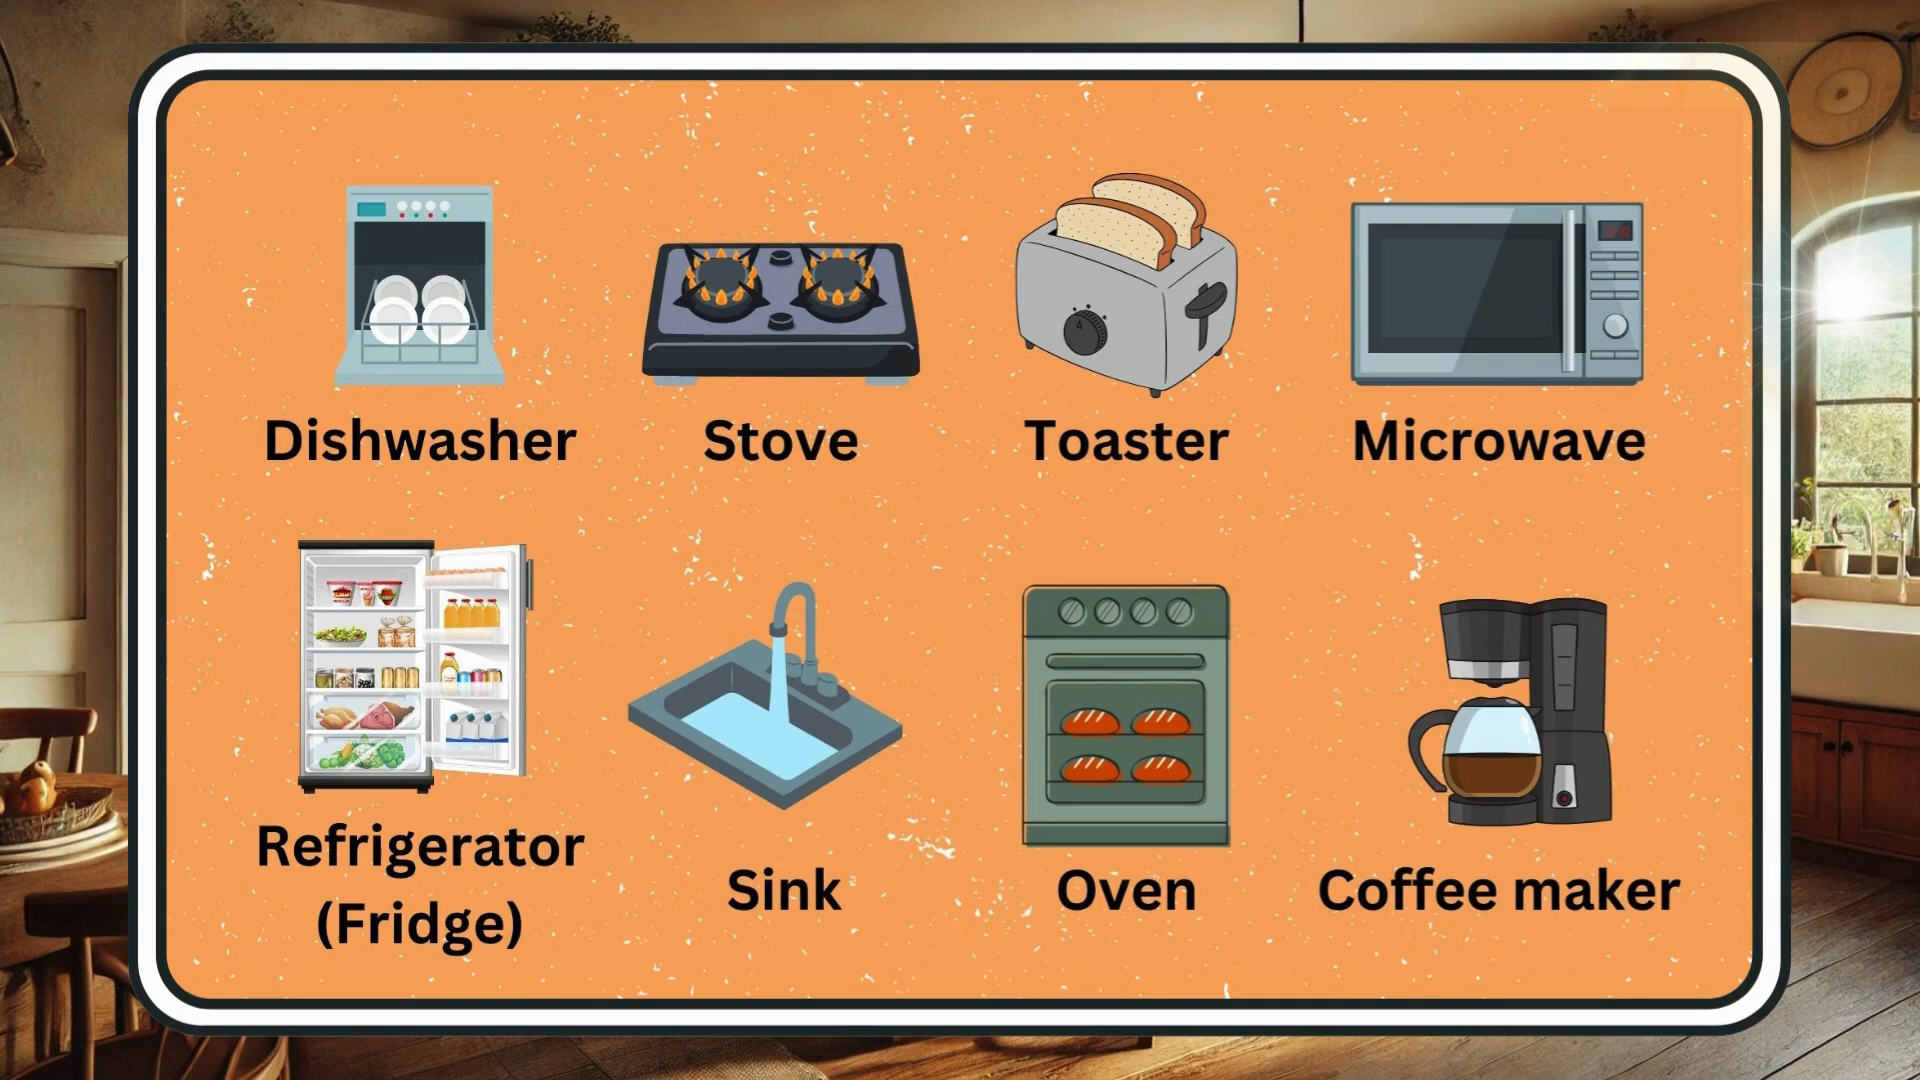 Dishwasher
Stove
Toaster
Microwave
Refrigerator
(Fridge)
Sink
Oven
Coffee maker